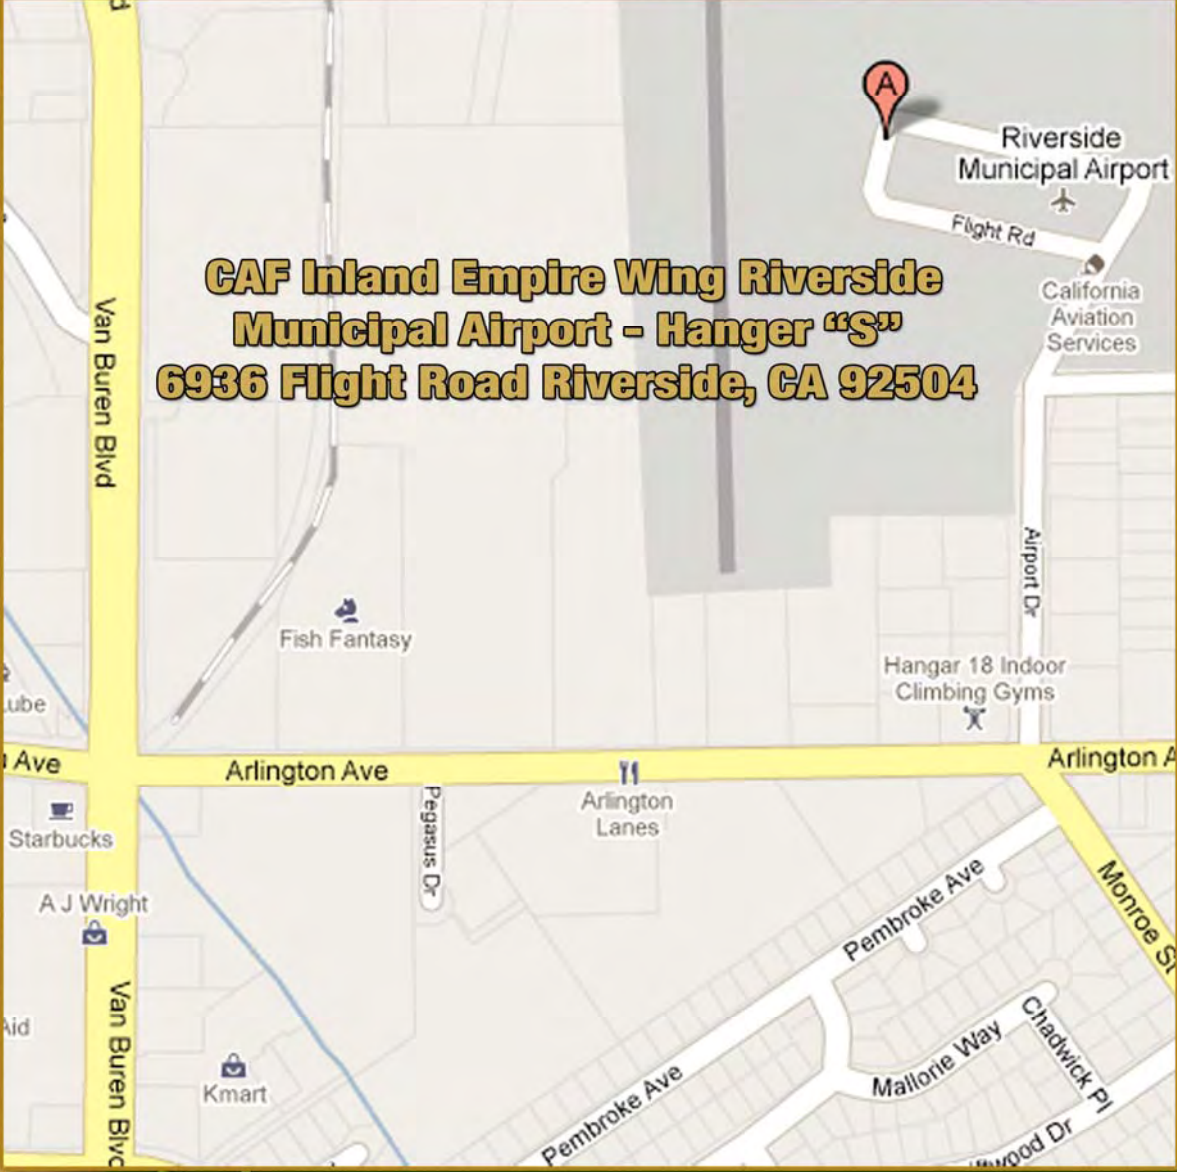 A
Riverside
Municipal Airport
Flight Rd
CAF Inland Empire Wing Riverside
Municipal Airport - Hanger “S”
6936 Flight Road Riverside, CA 92504
California
Aviation
Services
Van Buren Blvd
Airport Dr
Fish Fantasy
Hangar 18 Indoor
Climbing Gyms
Ave
Arlington Ave
Arlington A
Arlington
Lanes
Pegasus Dr
Starbucks
A J Wright
Pembroke Ave
Monroe St
Van Buren Blvd
Kmart
Pembroke Ave
Mallorie Way
Chadwick Pl
wood Dr